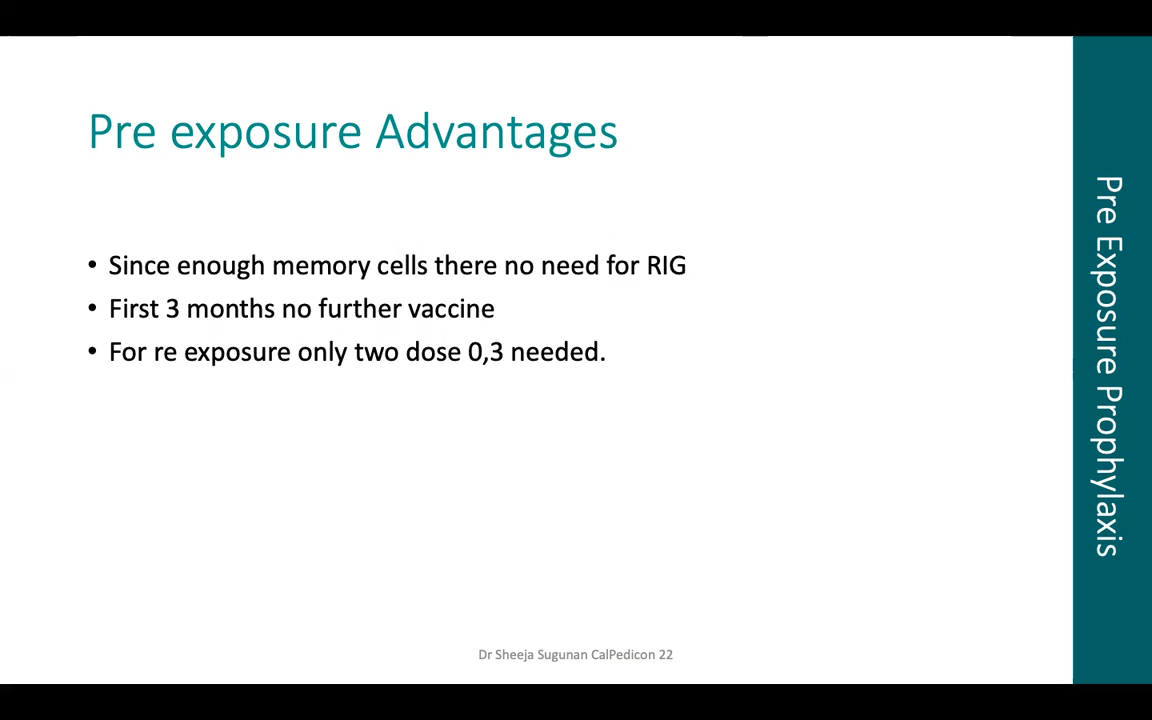 Pre exposure Advantages
• Since enough memory cells there no need for RIG
• First 3 months no further vaccine
• For re exposure only two dose 0,3 needed.
Pre Exposure Prophylaxis
Dr Sheeja Sugunan CalPedicon 22